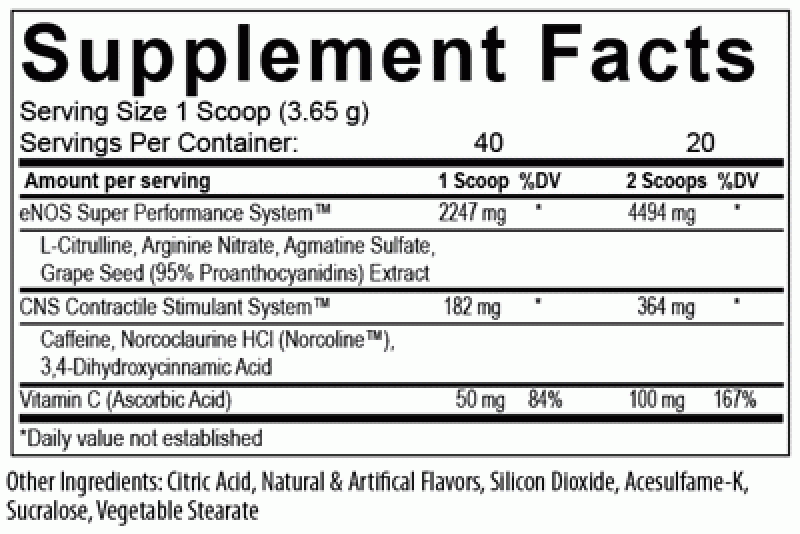 Supplement Facts
Serving Size 1 Scoop (3.65 g)
Servings Per Container: 40 20
Amount per serving 1 Scoop %DV 2 Scoops %DV
eNOS Super Performance System™ 2247 mg * 4494 mg *
L-Citrulline, Arginine Nitrate, Agmatine Sulfate,
Grape Seed (95% Proanthocyanidins) Extract
CNS Contractile Stimulant System™ 182 mg * 364 mg *
Caffeine, Norcoclaurine HCl (Norcoline™),
3,4-Dihydroxycinnamic Acid
Vitamin C (Ascorbic Acid) 50 mg 84% 100 mg 167%
*Daily value not established
Other Ingredients: Citric Acid, Natural & Artifical Flavors, Silicon Dioxide, Acesulfame-K,
Sucralose, Vegetable Stearate